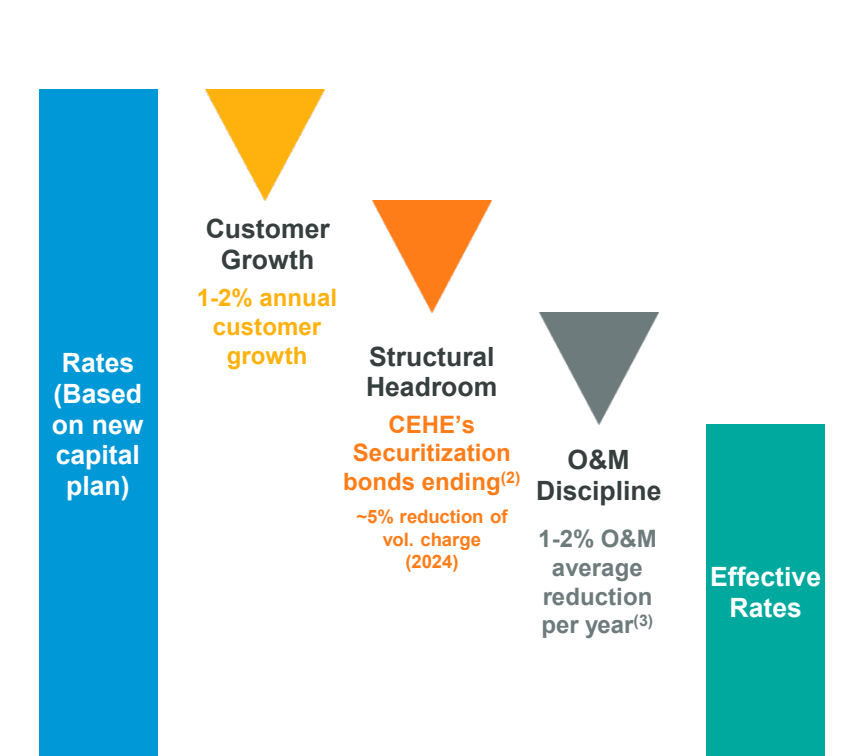 Rates
(Based
on new
capital
plan)
Customer
Growth
1-2% annual
customer
growth
Structural
Headroom
CEHE’s
Securitization
bonds ending(2)
~5% reduction of
vol. charge
(2024)
O&M
Discipline
1-2% O&M
average
reduction
per year(3)
Effective
Rates